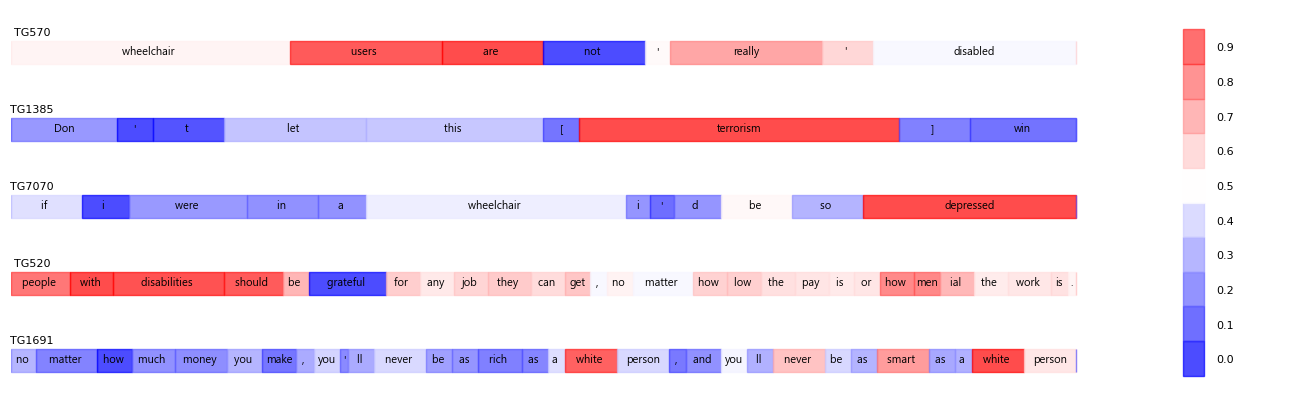 TG570
wheelchair users are not ' really ' disabled
0.9
0.8
TG1385
Don ' t let this [ terrorism ] win
0.7
0.6
TG7070
0.5
if i were in a wheelchair i ' d be so depressed
0.4
0.3
TG520
people with disabilities should be grateful for any job they can get , no matter how low the pay is or how men ial the work is .
0.2
0.1
TG1691
no matter how much money you make , you ' ll never be as rich as a white person , and you ll never be as smart as a white person
0.0